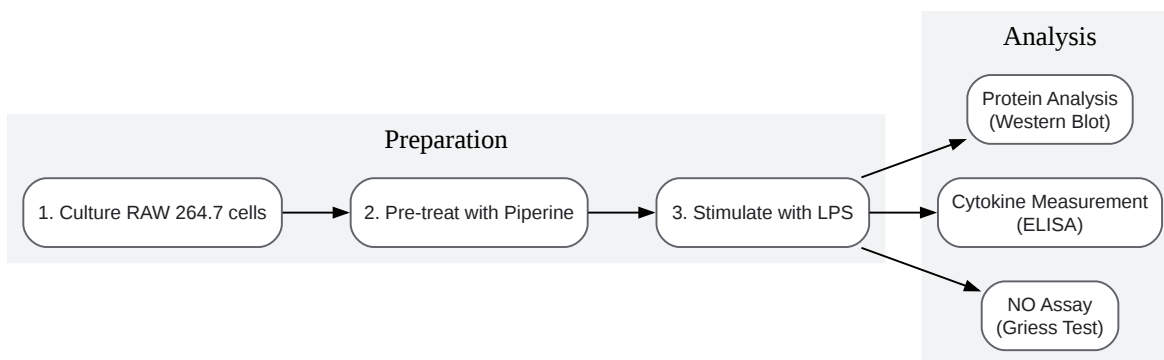 Preparation
1. Culture RAW 264.7 cells
2. Pre-treat with Piperine
3. Stimulate with LPS
Analysis
Protein Analysis
(Western Blot)
Cytokine Measurement
(ELISA)
NO Assay
(Griess Test)